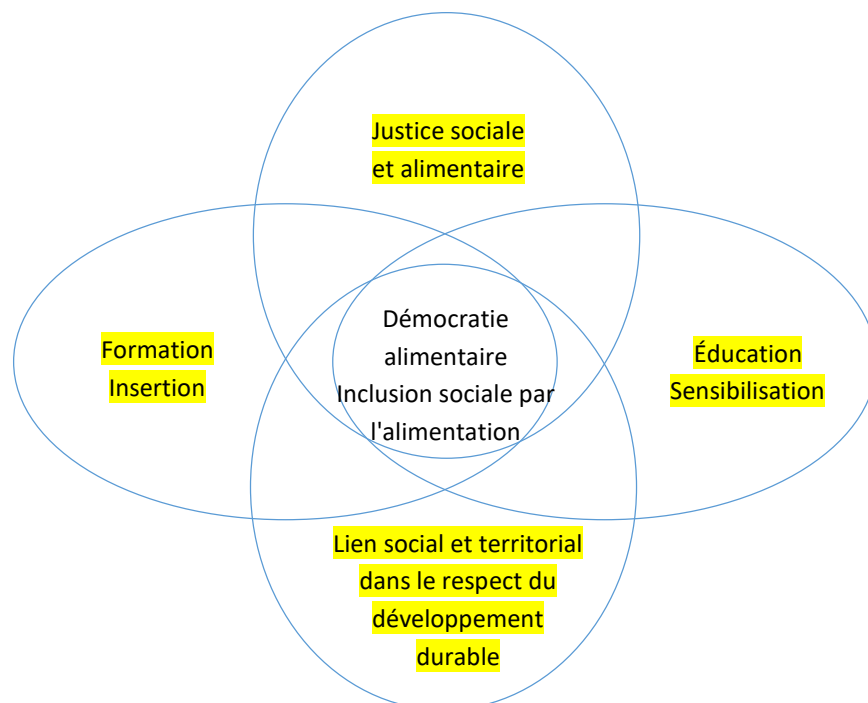 Justice sociale
et alimentaire
Formation
Insertion
Démocratie
alimentaire
Inclusion sociale par
l'alimentation
Éducation
Sensibilisation
Lien social et territorial
dans le respect du
développement
durable